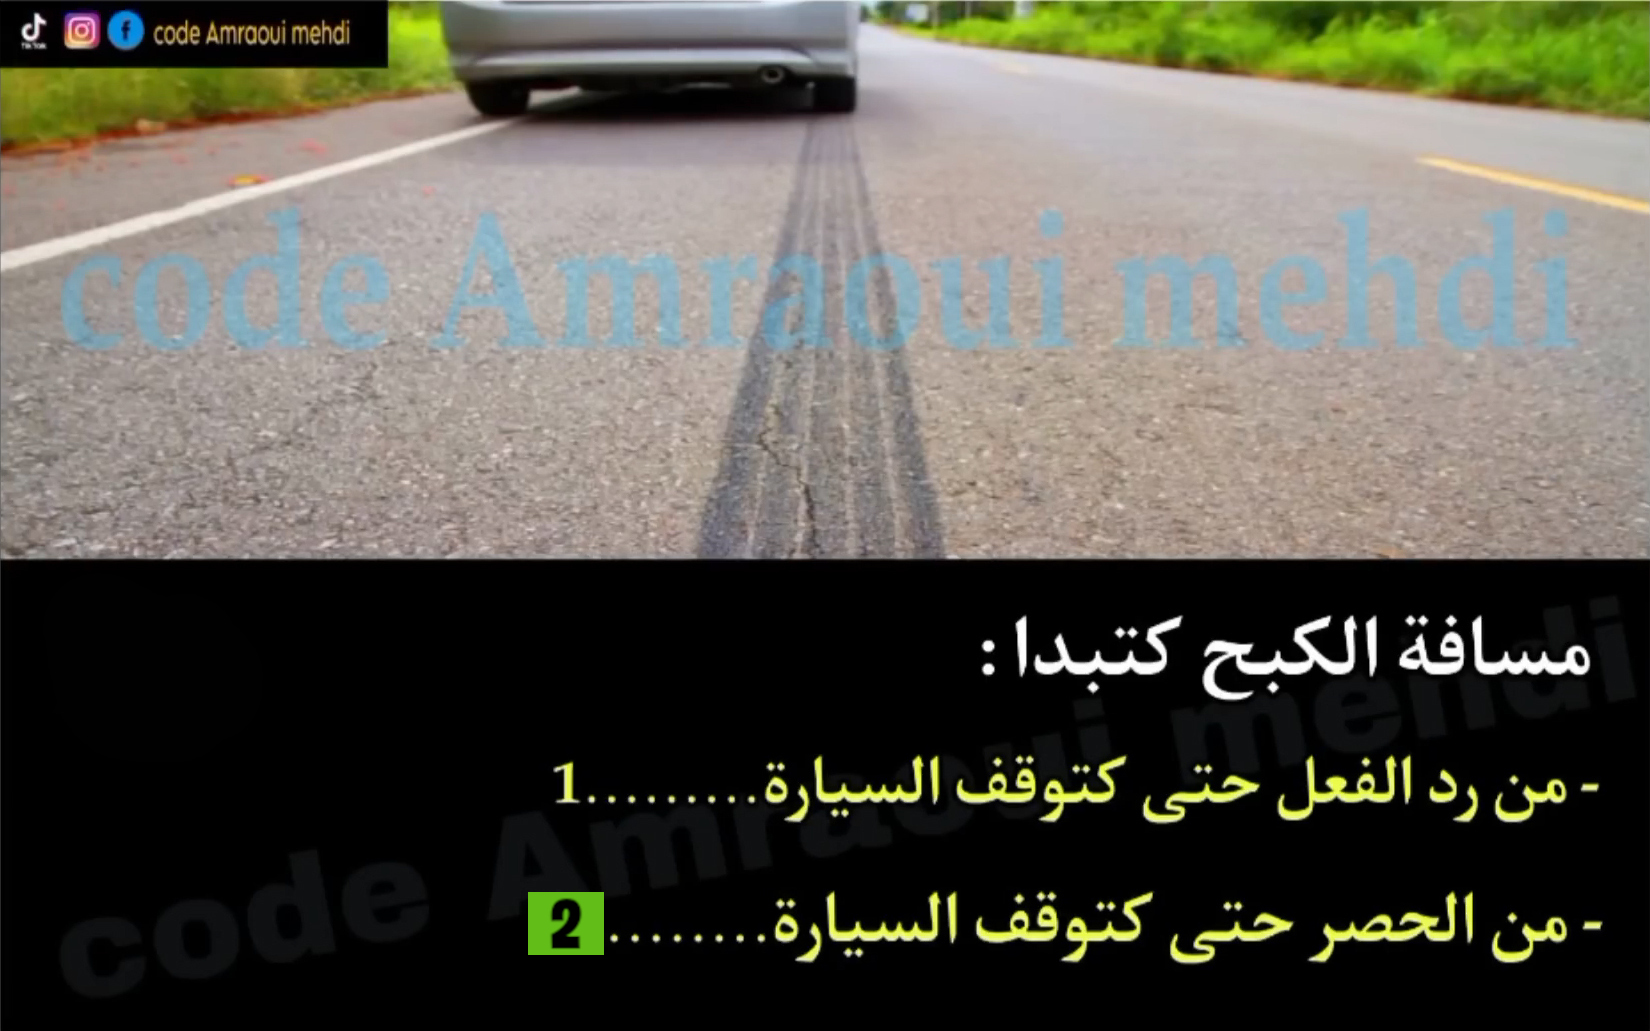 code Amraoui mehdi
code Amraoui mehdi
مسافة الكبح كتبدا :
- من رد الفعل حتى كتوقف السيارة.........1
- من الحصر حتى كتوقف السيارة........2
code Amraoui mehdi